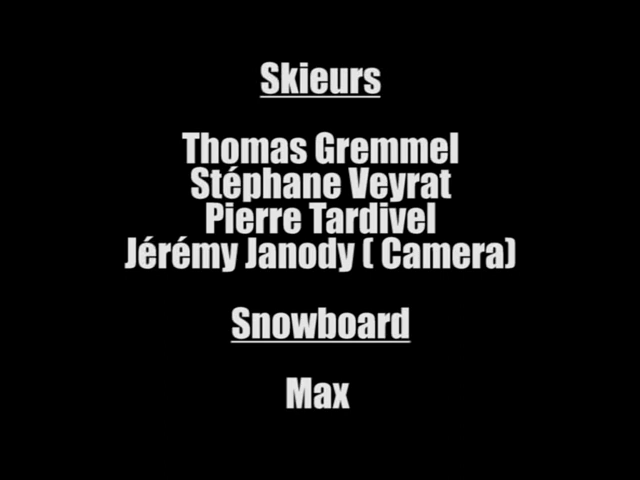 Skieurs
Thomas Gremmel
Stéphane Veyrat
Pierre Tardivel
Jérémy Janody ( Camera)
Snowboard
Max